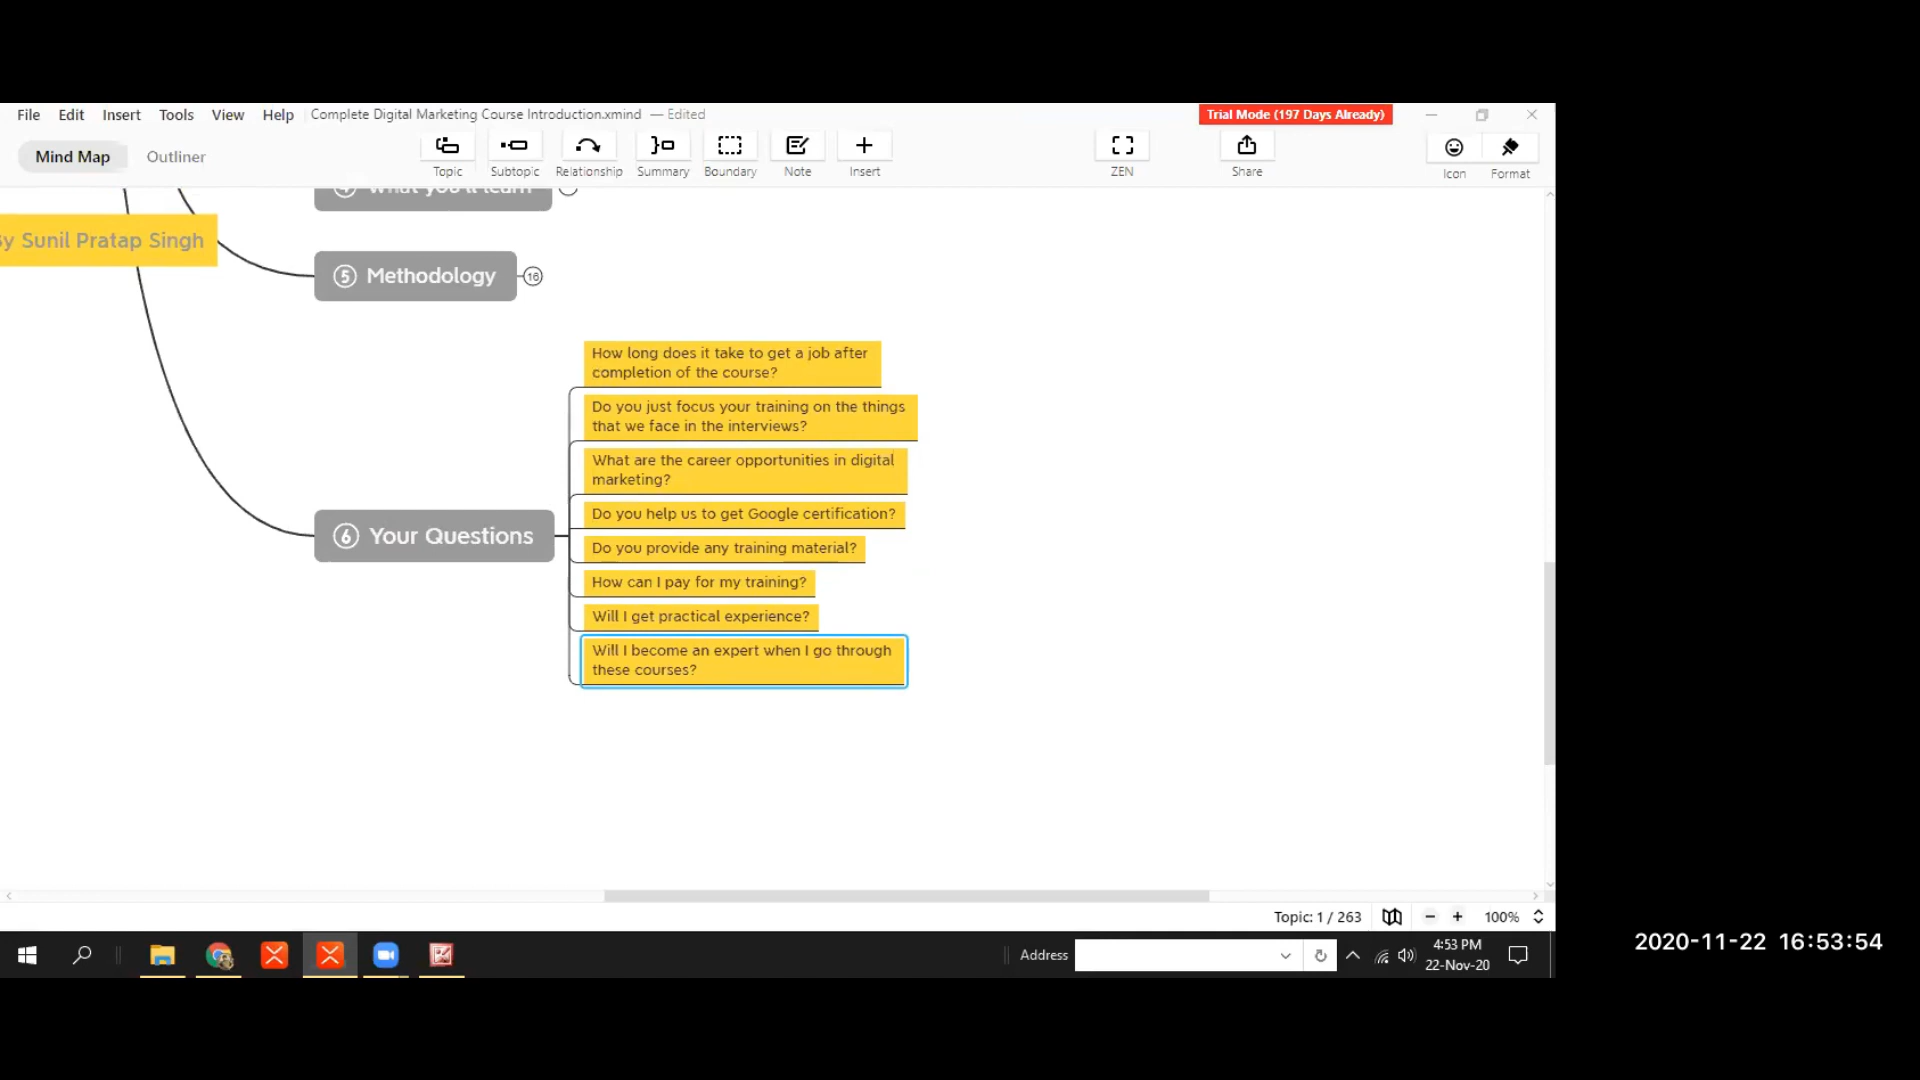 File Edit Insert Tools View Help Complete Digital Marketing Course Introduction.xmind — Edited
Trial Mode (197 Days Already)
Mind Map Outliner
Topic Subtopic Relationship Summary Boundary Note Insert ZEN Share Icon Format
4 What you'll learn
By Sunil Pratap Singh
5 Methodology 16
How long does it take to get a job after
completion of the course?
Do you just focus your training on the things
that we face in the interviews?
What are the career opportunities in digital
marketing?
Do you help us to get Google certification?
6 Your Questions
Do you provide any training material?
How can I pay for my training?
Will I get practical experience?
Will I become an expert when I go through
these courses?
Topic: 1 / 263 100%
Address
4:53 PM
22-Nov-20
2020-11-22 16:53:54